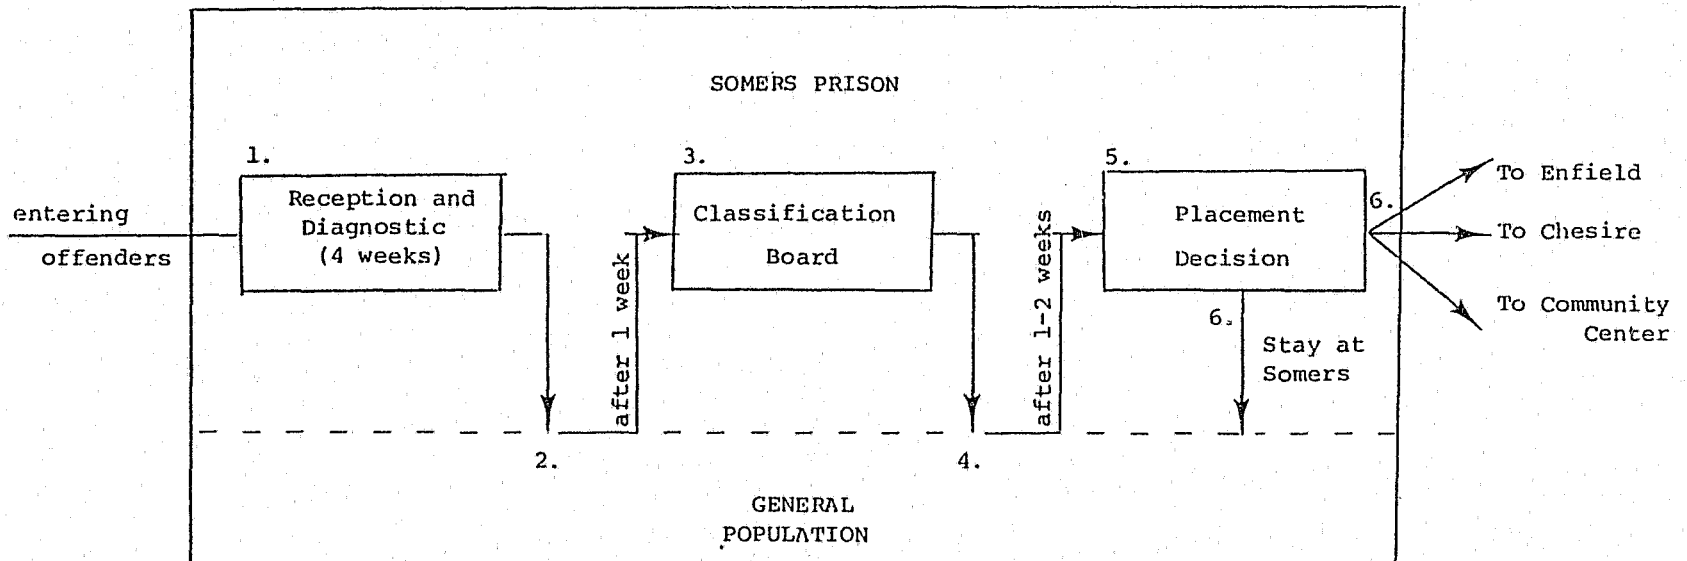 SOMERS PRISON
entering
offenders
1.
Reception and
Diagnostic
(4 weeks)
2.
after 1 week
3.
Classification
Board
4.
after 1-2 weeks
5.
Placement
Decision
6.
To Enfield
To Chesire
To Community
Center
6.
Stay at
Somers
GENERAL
POPULATION